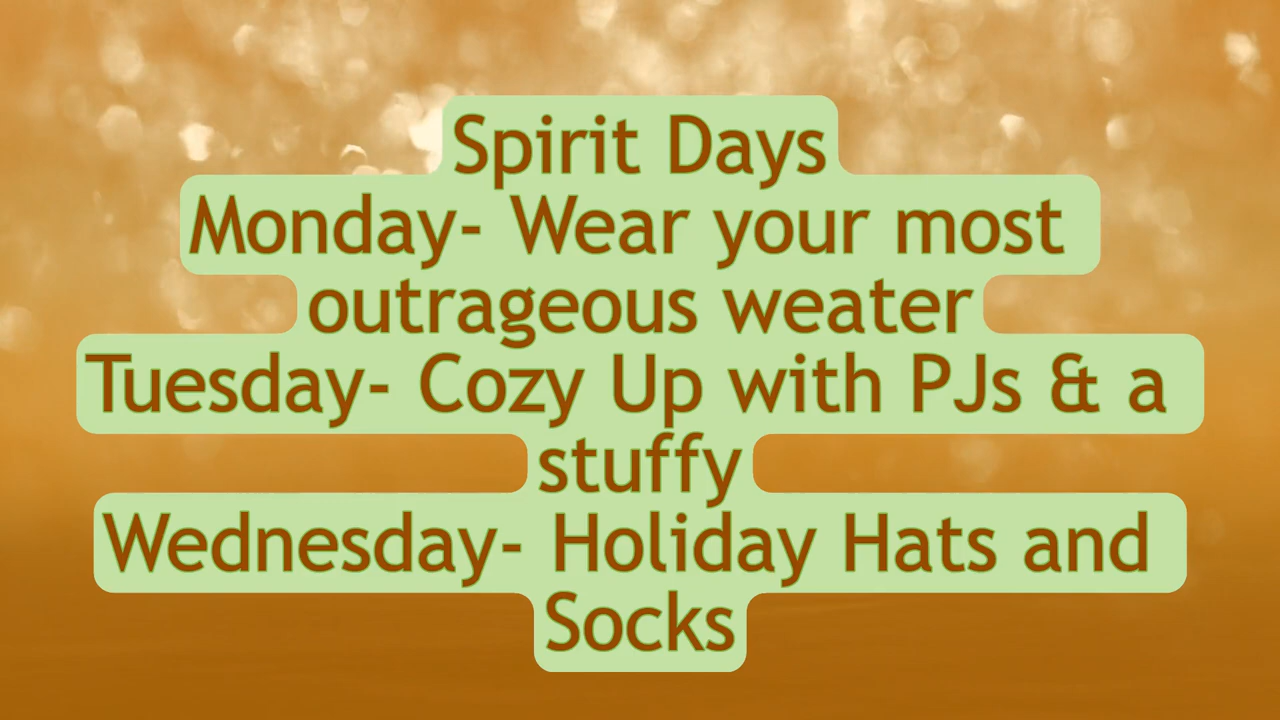 Spirit Days
Monday- Wear your most
outrageous weater
Tuesday- Cozy Up with PJs & a
stuffy
Wednesday- Holiday Hats and
Socks